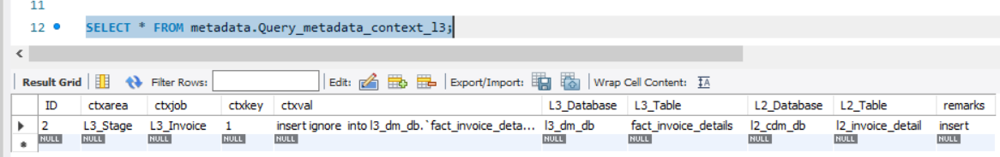 11
12 SELECT * FROM metadata.Query_metadata_context_l3;
Result Grid Filter Rows: Edit: Export/Import: Wrap Cell Content: IA
ID ctxarea ctxjob ctxkey ctxval L3_Database L3_Table L2_Database L2_Table remarks
2 L3_Stage L3_Invoice 1 insert ignore into l3_dm_db.`fact_invoice_deta... l3_dm_db fact_invoice_details l2_cdm_db l2_invoice_detail insert
NULL NULL NULL NULL NULL NULL NULL NULL NULL NULL